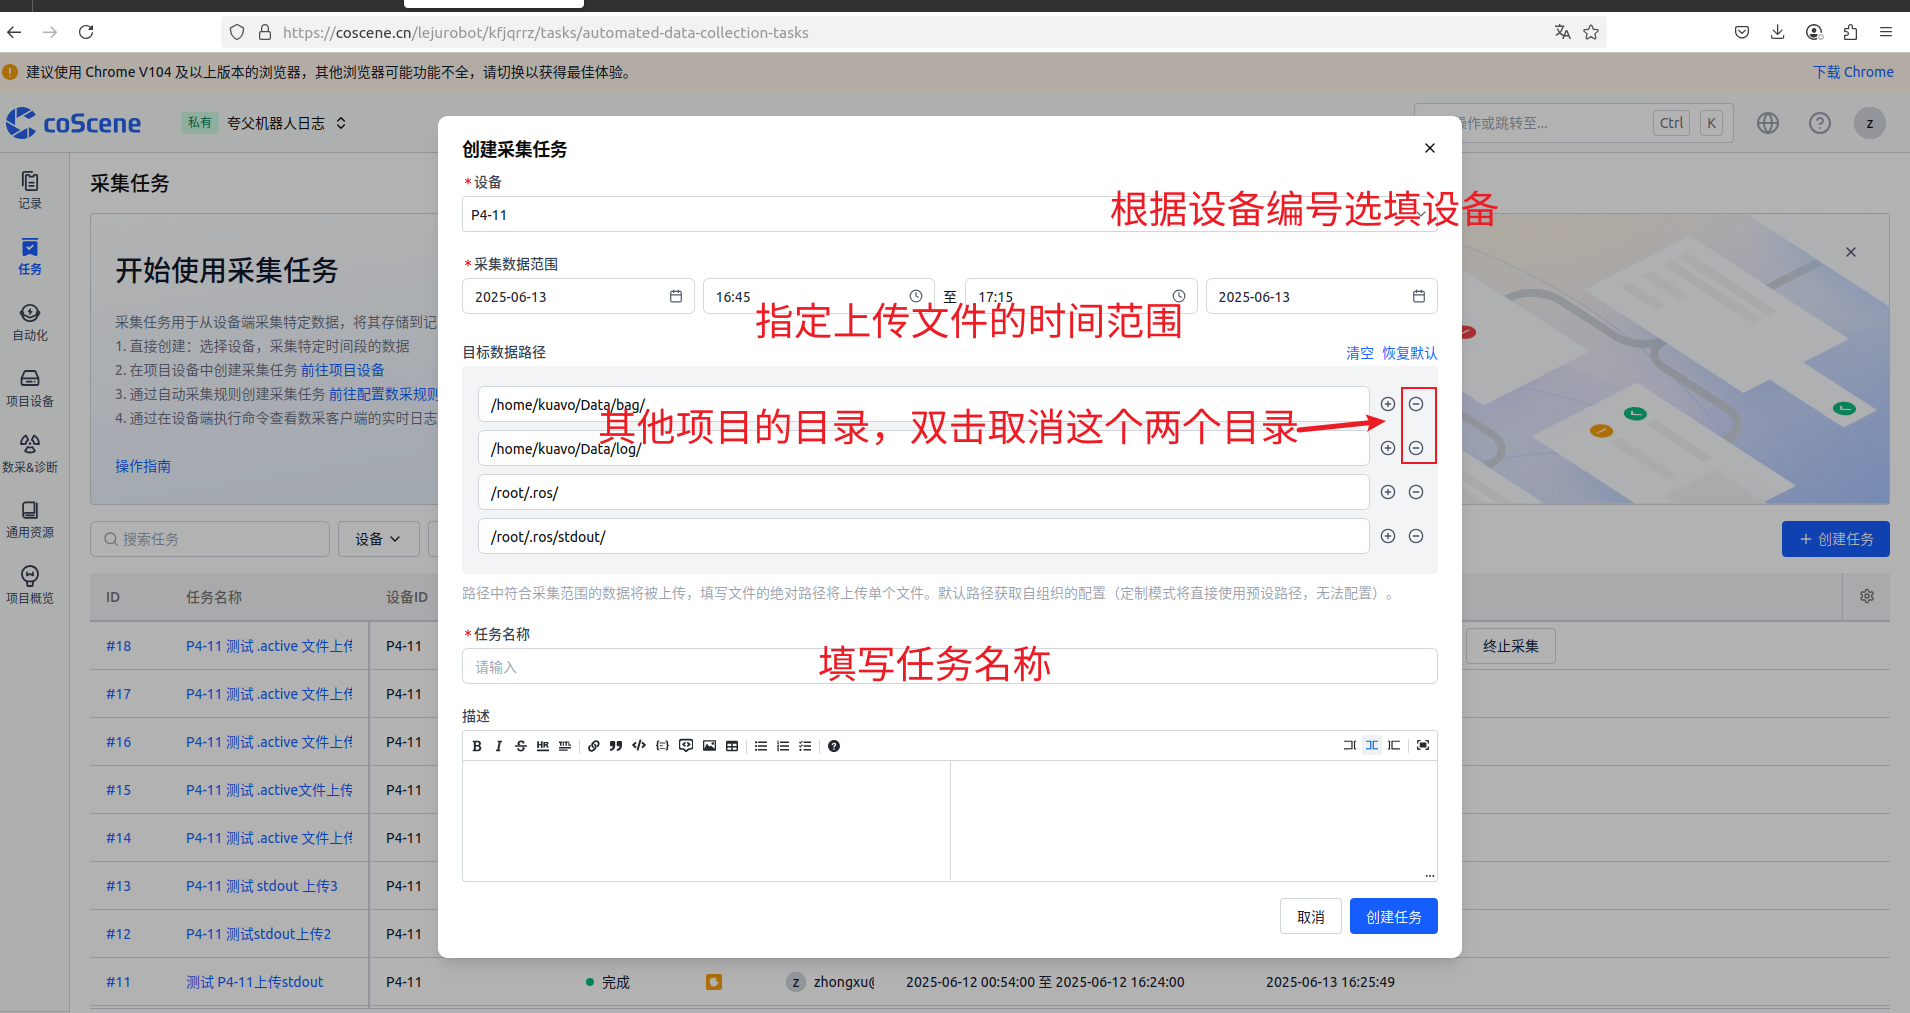 https://coscene.cn/lejurobot/kfjqrrz/tasks/automated-data-collection-tasks
建议使用 Chrome V104 及以上版本的浏览器，其他浏览器可能功能不全，请切换以获得最佳体验。
下载 Chrome
coScene
私有
夸父机器人日志
操作或跳转至...
Ctrl
K
z
记录
任务
自动化
项目设备
数采&诊断
通用资源
项目概览
采集任务
开始使用采集任务
采集任务用于从设备端采集特定数据，将其存储到记
1. 直接创建：选择设备，采集特定时间段的数据
2. 在项目设备中创建采集任务 前往项目设备
3. 通过自动采集规则创建采集任务 前往配置数采规则
4. 通过在设备端执行命令查看数采客户端的实时日志
操作指南
搜索任务
设备
创建任务
ID
任务名称
设备ID
#18
P4-11 测试 .active 文件上传
P4-11
终止采集
#17
P4-11 测试 .active 文件上传
P4-11
#16
P4-11 测试 .active 文件上传
P4-11
#15
P4-11 测试 .active文件上传
P4-11
#14
P4-11 测试 .active 文件上传
P4-11
#13
P4-11 测试 stdout 上传3
P4-11
#12
P4-11 测试stdout上传2
P4-11
#11
测试 P4-11上传stdout
P4-11
完成
z
zhongxu@
2025-06-12 00:54:00 至 2025-06-12 16:24:00
2025-06-13 16:25:49
创建采集任务
*设备
P4-11
根据设备编号选填设备
*采集数据范围
2025-06-13
16:45
至
17:15
2025-06-13
指定上传文件的时间范围
目标数据路径
清空
恢复默认
/home/kuavo/Data/bag/
其他项目的目录，双击取消这个两个目录
/home/kuavo/Data/log/
/root/.ros/
/root/.ros/stdout/
路径中符合采集范围的数据将被上传，填写文件的绝对路径将上传单个文件。默认路径获取自组织的配置（定制模式将直接使用预设路径，无法配置）。
*任务名称
请输入
填写任务名称
描述
取消
创建任务